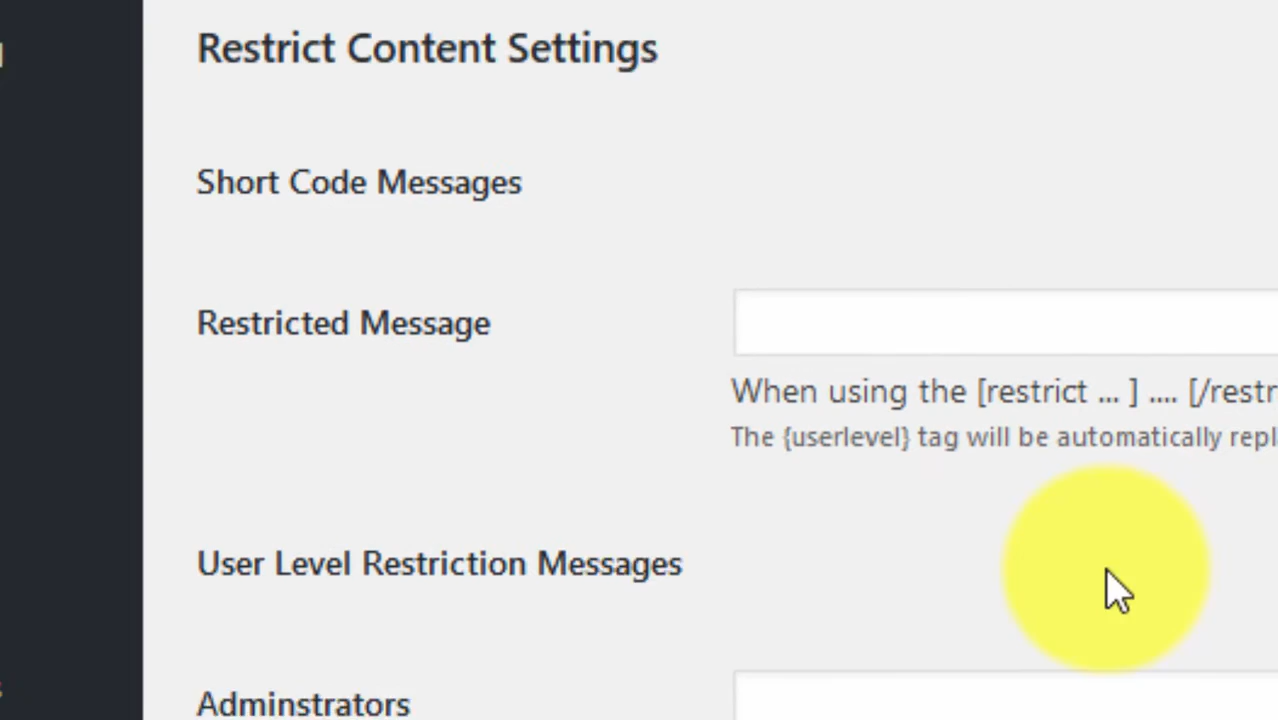 Restrict Content Settings
Short Code Messages
Restricted Message
When using the [restrict ... ] .... [/restr
The {userlevel} tag will be automatically repl
User Level Restriction Messages
Adminstrators